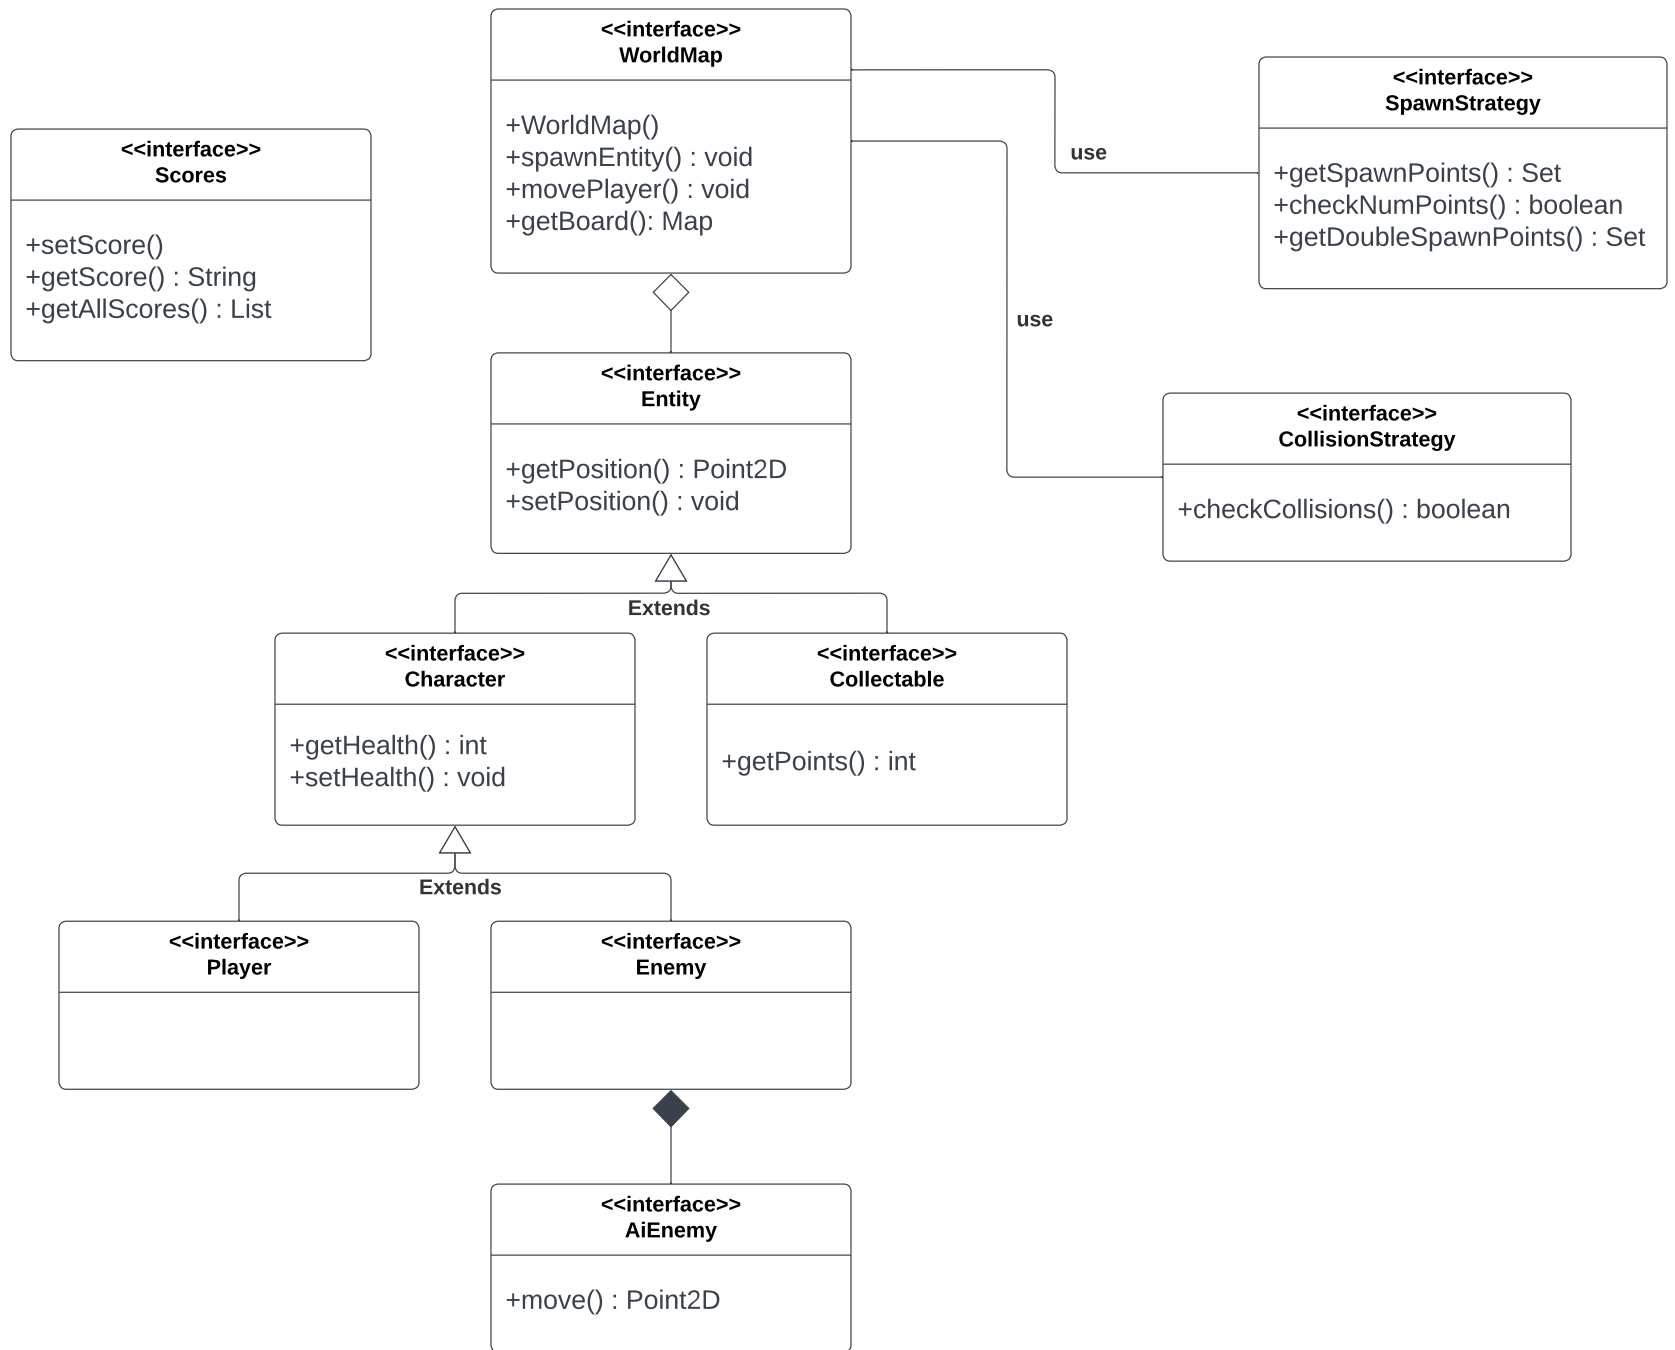 <<interface>>
WorldMap
+WorldMap()
+spawnEntity() : void
+movePlayer() : void
+getBoard(): Map
<<interface>>
SpawnStrategy
+getSpawnPoints() : Set
+checkNumPoints() : boolean
+getDoubleSpawnPoints() : Set
use
<<interface>>
Scores
+setScore()
+getScore() : String
+getAllScores() : List
use
<<interface>>
Entity
+getPosition() : Point2D
+setPosition() : void
<<interface>>
CollisionStrategy
+checkCollisions() : boolean
Extends
<<interface>>
Character
+getHealth() : int
+setHealth() : void
<<interface>>
Collectable
+getPoints() : int
Extends
<<interface>>
Player
<<interface>>
Enemy
<<interface>>
AiEnemy
+move() : Point2D